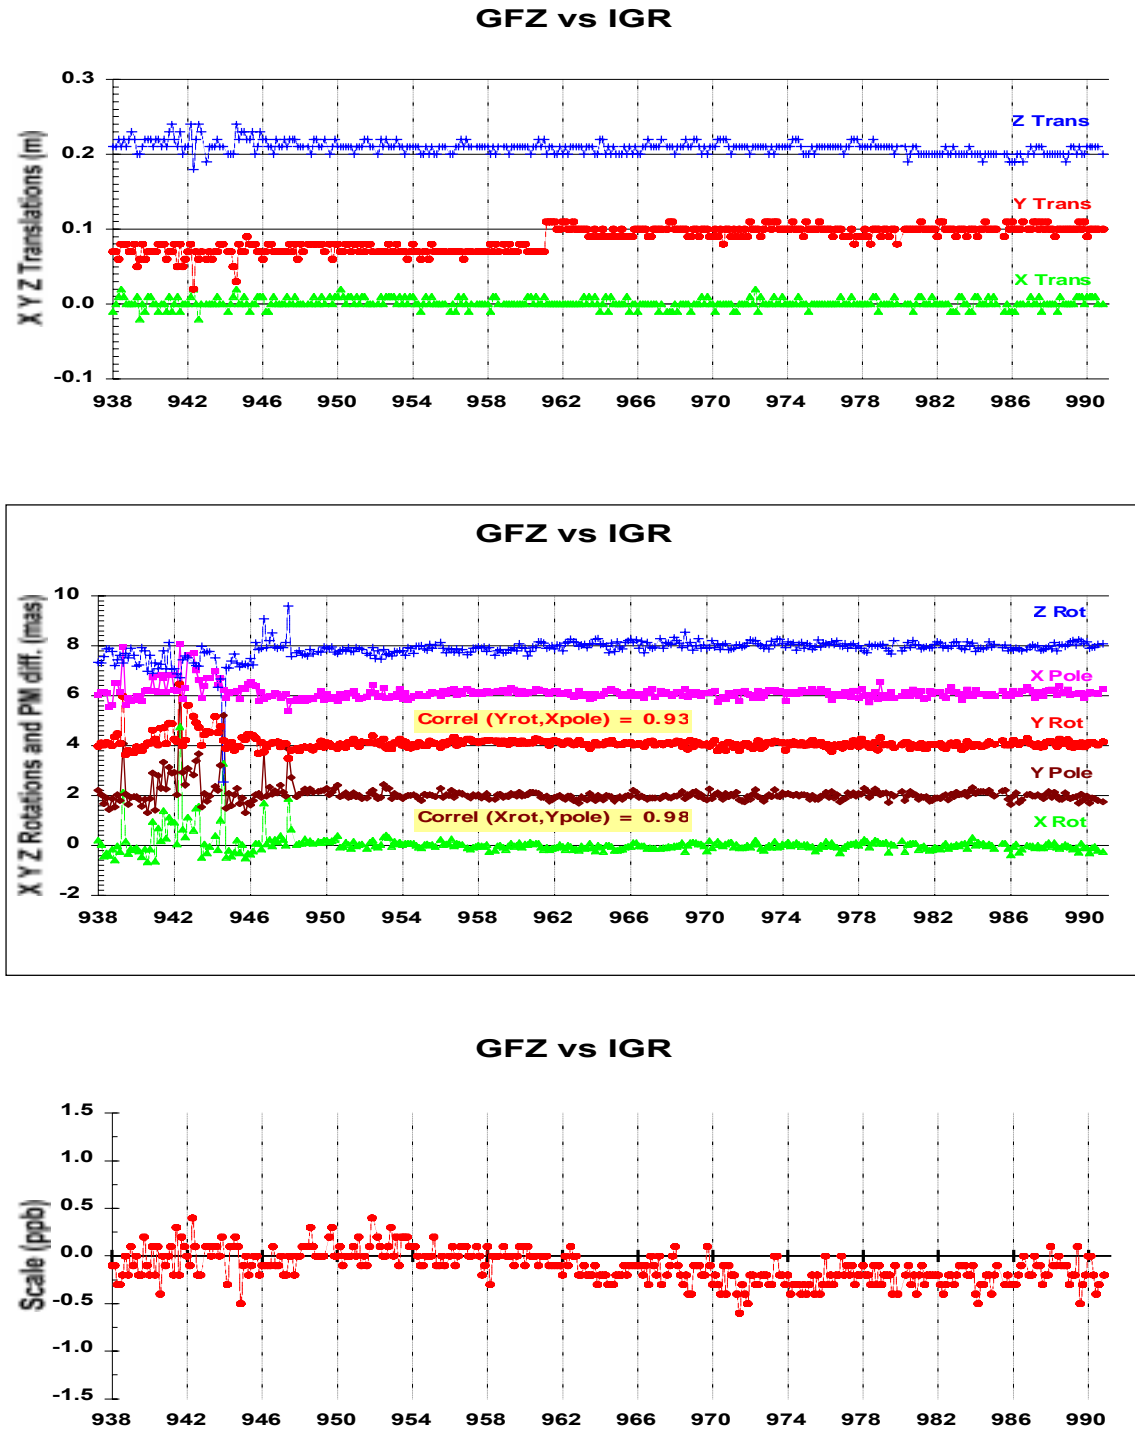 GFZ vs IGR
X Y Z Translations (m)
0.3
0.2
0.1
0.0
-0.1
Z Trans
Y Trans
X Trans
938 942 946 950 954 958 962 966 970 974 978 982 986 990
GFZ vs IGR
X Y Z Rotations and PM diff. (mas)
10
8
6
4
2
0
-2
Z Rot
X Pole
Correl (Yrot,Xpole) = 0.93
Y Rot
Y Pole
Correl (Xrot,Ypole) = 0.98
X Rot
938 942 946 950 954 958 962 966 970 974 978 982 986 990
GFZ vs IGR
Scale (ppb)
1.5
1.0
0.5
0.0
-0.5
-1.0
-1.5
938 942 946 950 954 958 962 966 970 974 978 982 986 990